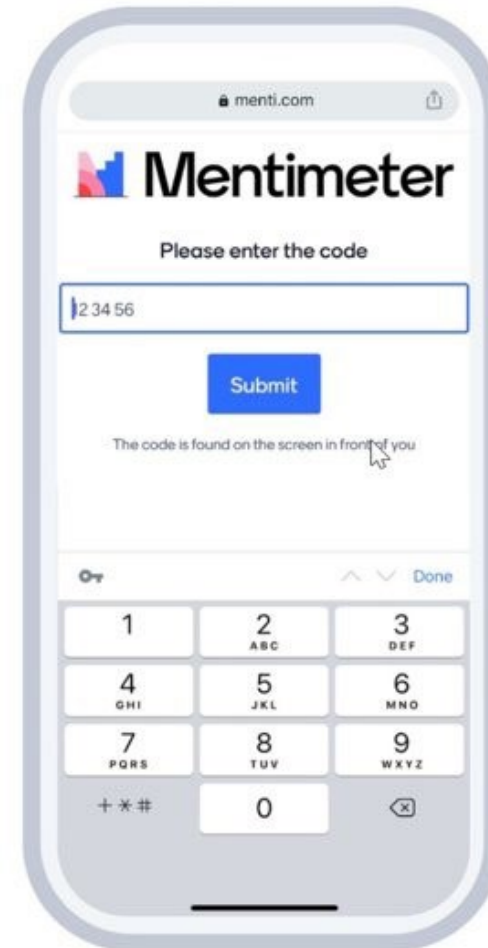 menti.com
Mentimeter
Please enter the code
12 34 56
Submit
The code is found on the screen in front of you
Done
1 2 3
ABC DEF
4 5 6
GHI JKL MNO
7 8 9
PQRS TUV WXYZ
+ * # 0